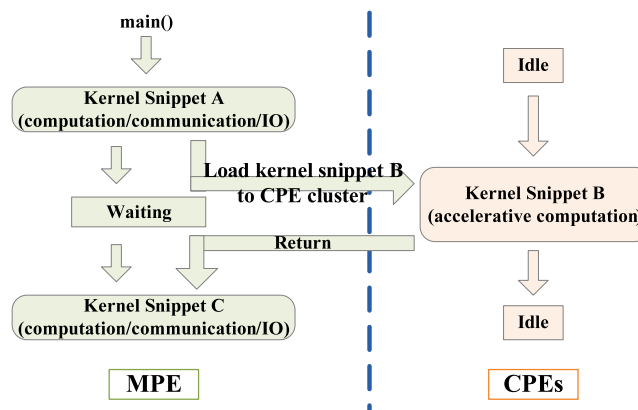 main()
Kernel Snippet A
(computation/communication/IO)
Load kernel snippet B
to CPE cluster
Waiting
Return
Kernel Snippet C
(computation/communication/IO)
MPE
Idle
Kernel Snippet B
(accelerative computation)
Idle
CPEs